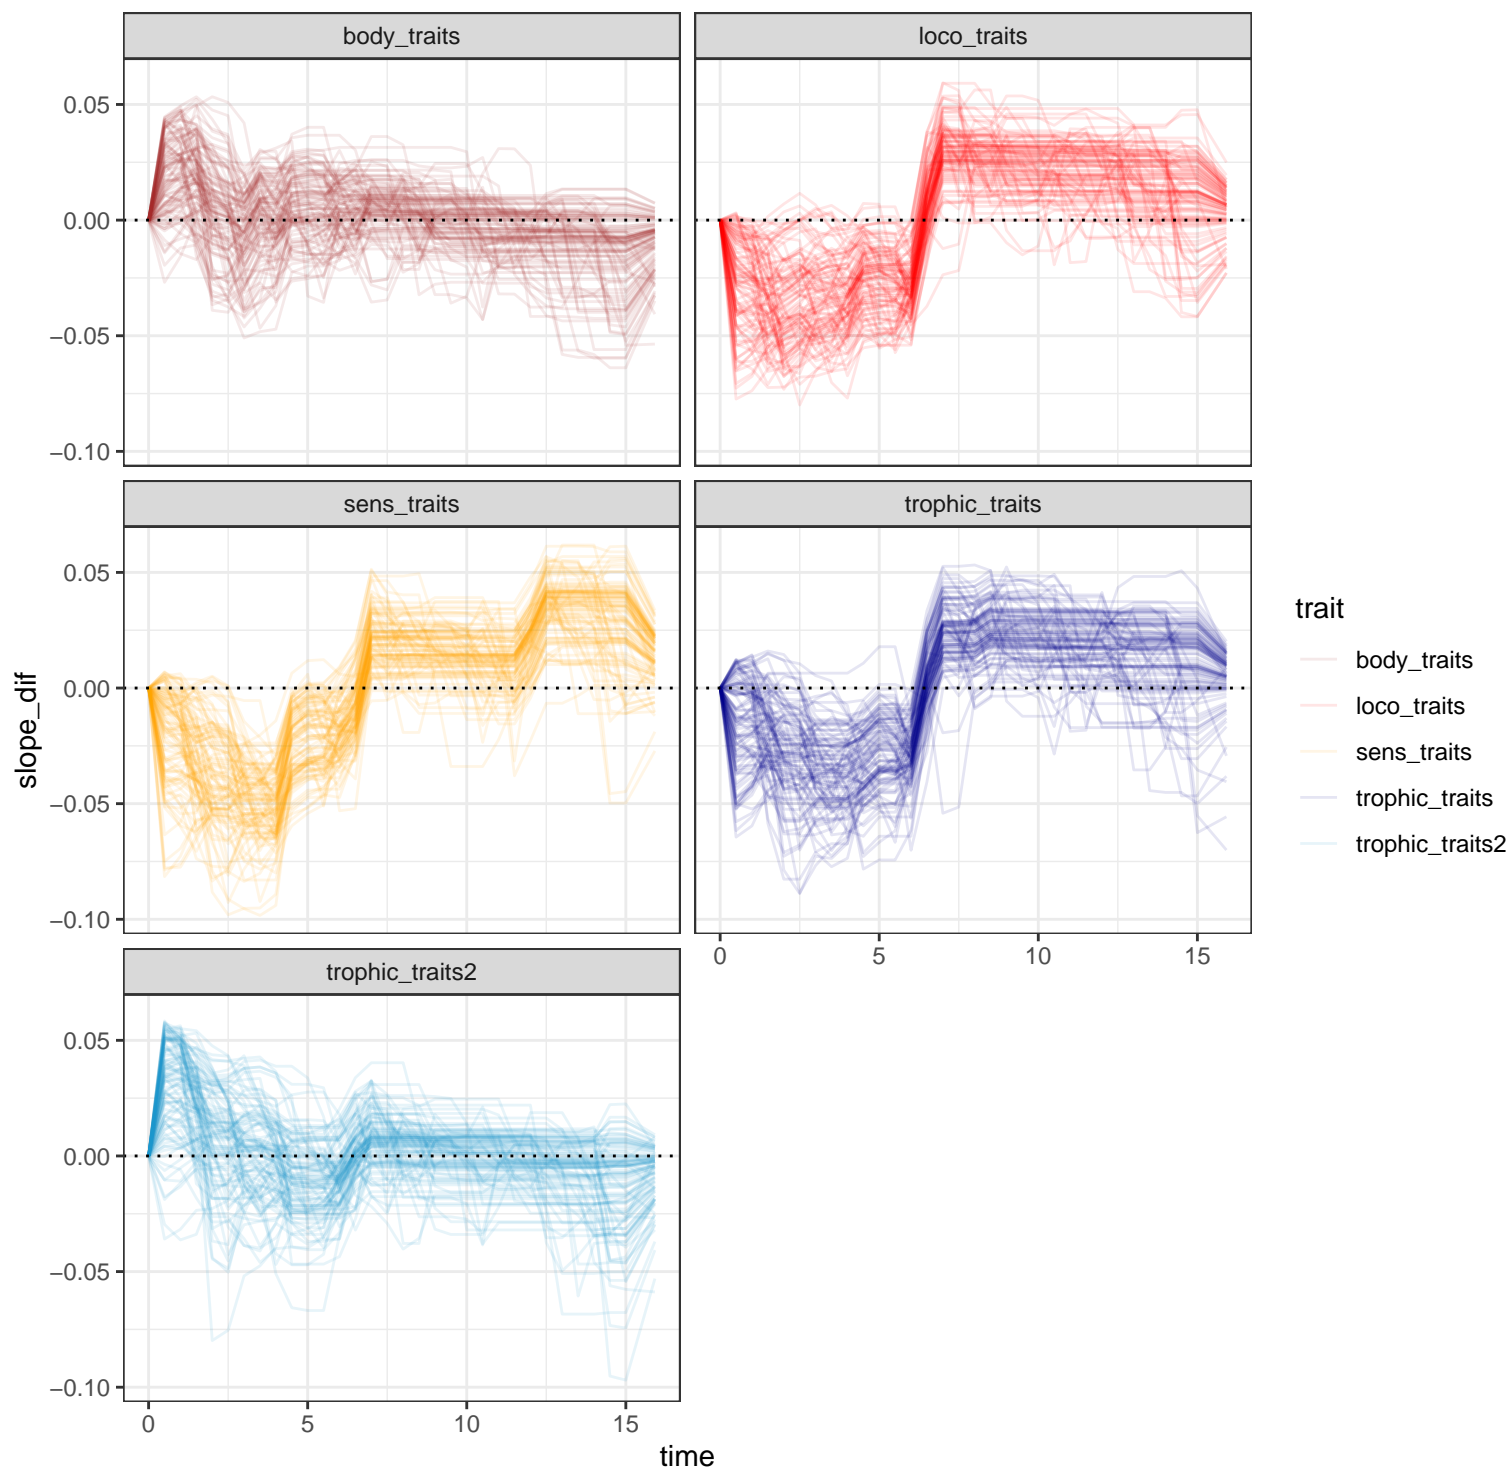 body_traits
loco_traits
0.05
0.00
−0.05
−0.10
sens_traits
trophic_traits
0.05
0.00
−0.05
−0.10
0 5 10 15
trophic_traits2
0.05
0.00
−0.05
−0.10
0 5 10 15
time
slope_dif
trait
body_traits
loco_traits
sens_traits
trophic_traits
trophic_traits2